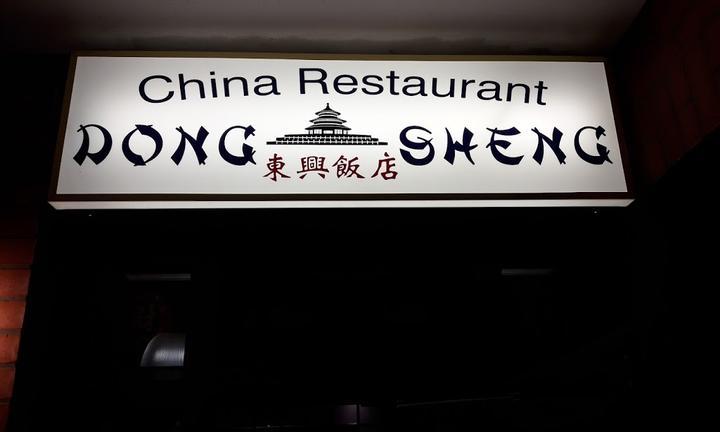 China Restaurant
DONG SHENG
東興飯店